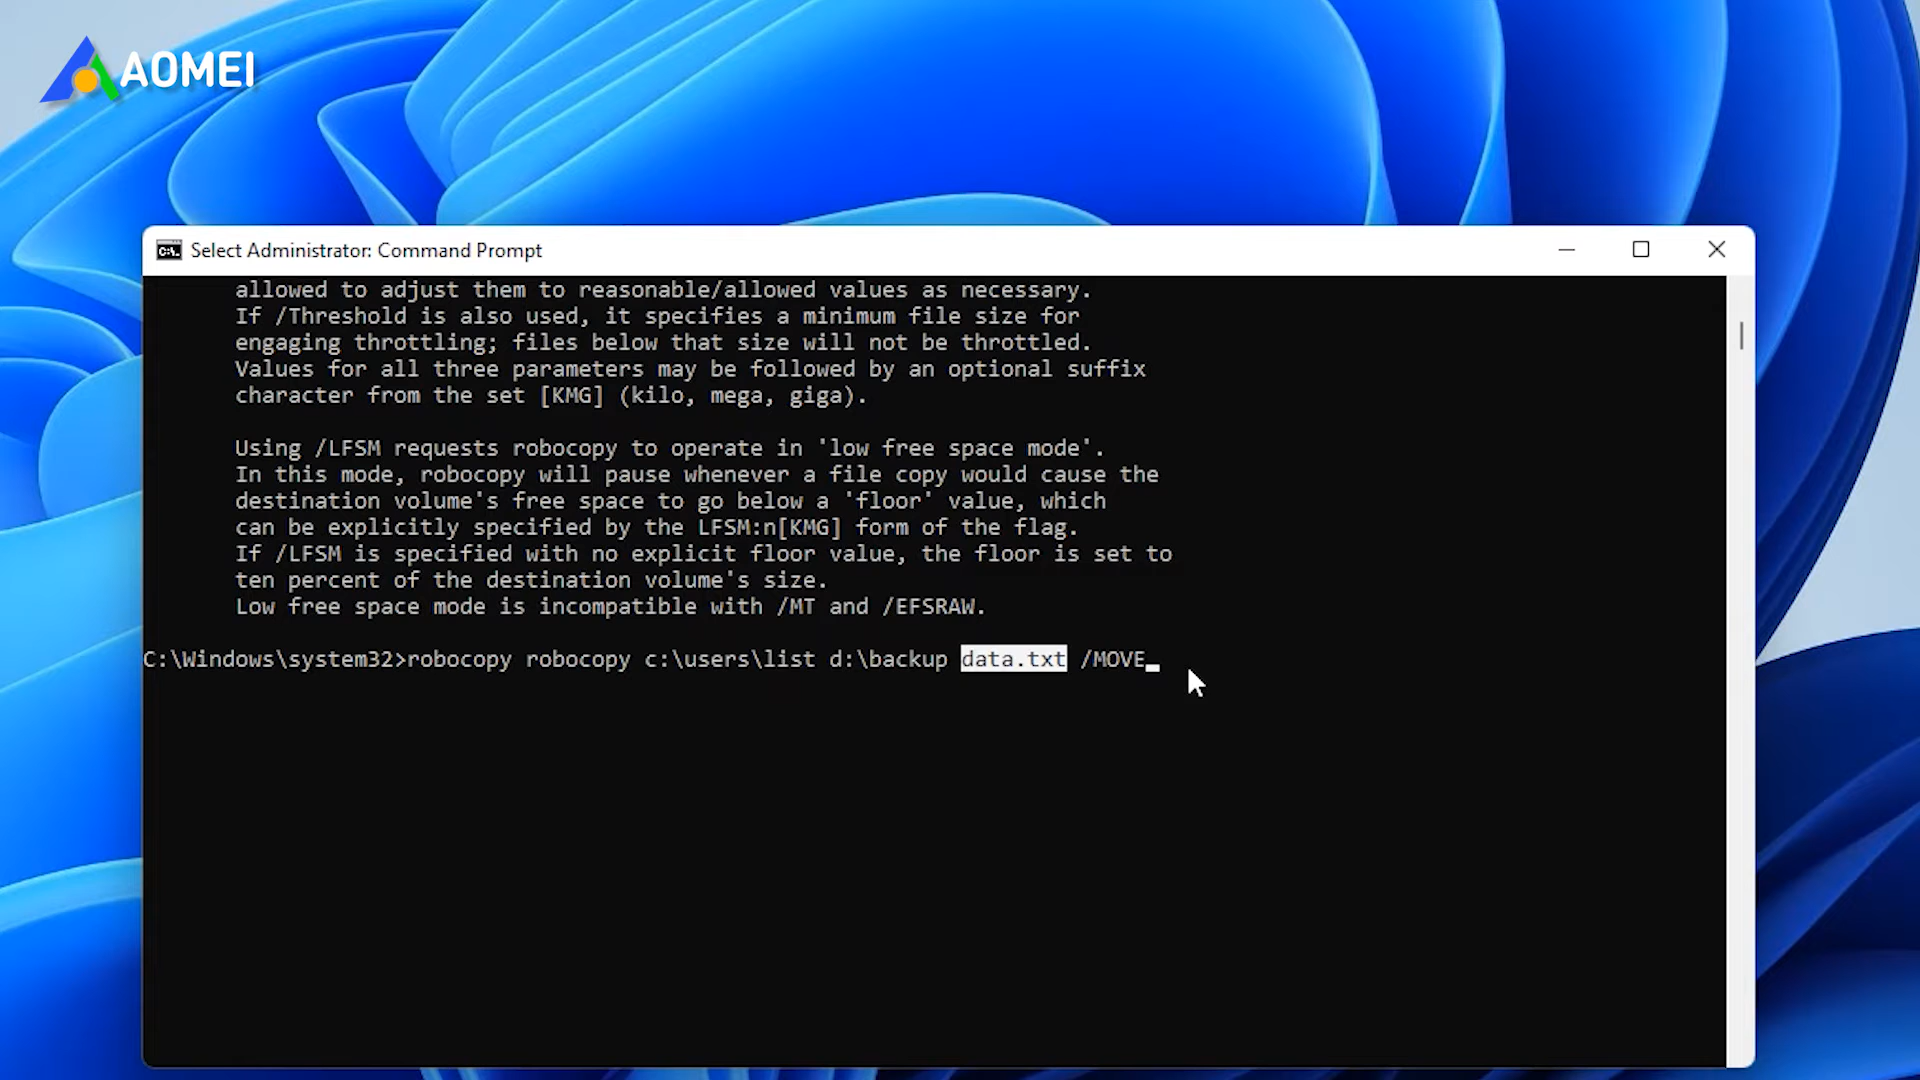 AOMEI
Select Administrator: Command Prompt
allowed to adjust them to reasonable/allowed values as necessary.
If /Threshold is also used, it specifies a minimum file size for
engaging throttling; files below that size will not be throttled.
Values for all three parameters may be followed by an optional suffix
character from the set [KMG] (kilo, mega, giga).
Using /LFSM requests robocopy to operate in 'low free space mode'.
In this mode, robocopy will pause whenever a file copy would cause the
destination volume's free space to go below a 'floor' value, which
can be explicitly specified by the LFSM:n[KMG] form of the flag.
If /LFSM is specified with no explicit floor value, the floor is set to
ten percent of the destination volume's size.
Low free space mode is incompatible with /MT and /EFSRAW.
C:\Windows\system32>robocopy robocopy c:\users\list d:\backup data.txt /MOVE